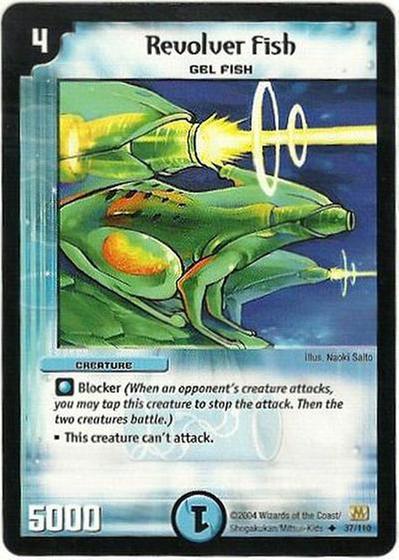 4
Revolver Fish
GEL FISH
illus. Naoki Saito
CREATURE
Blocker (When an opponent's creature attacks,
you may tap this creature to stop the attack. Then the
two creatures battle.)
▪ This creature can't attack.
5000
1
©2004 Wizards of the Coast/
Shogakukan/Mitsui-Kids ◆ 37/110